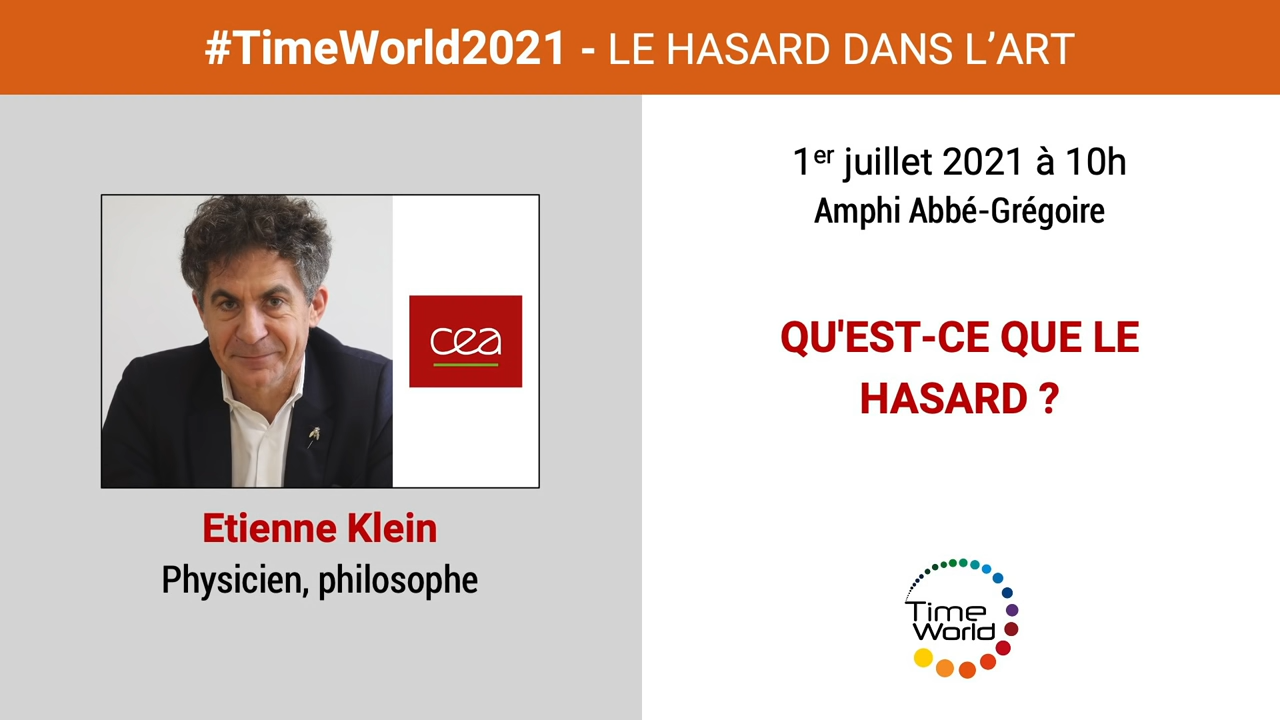 #TimeWorld2021 - LE HASARD DANS L’ART
cea
Etienne Klein
Physicien, philosophe
1er juillet 2021 à 10h
Amphi Abbé-Grégoire
QU'EST-CE QUE LE
HASARD ?
Time
World